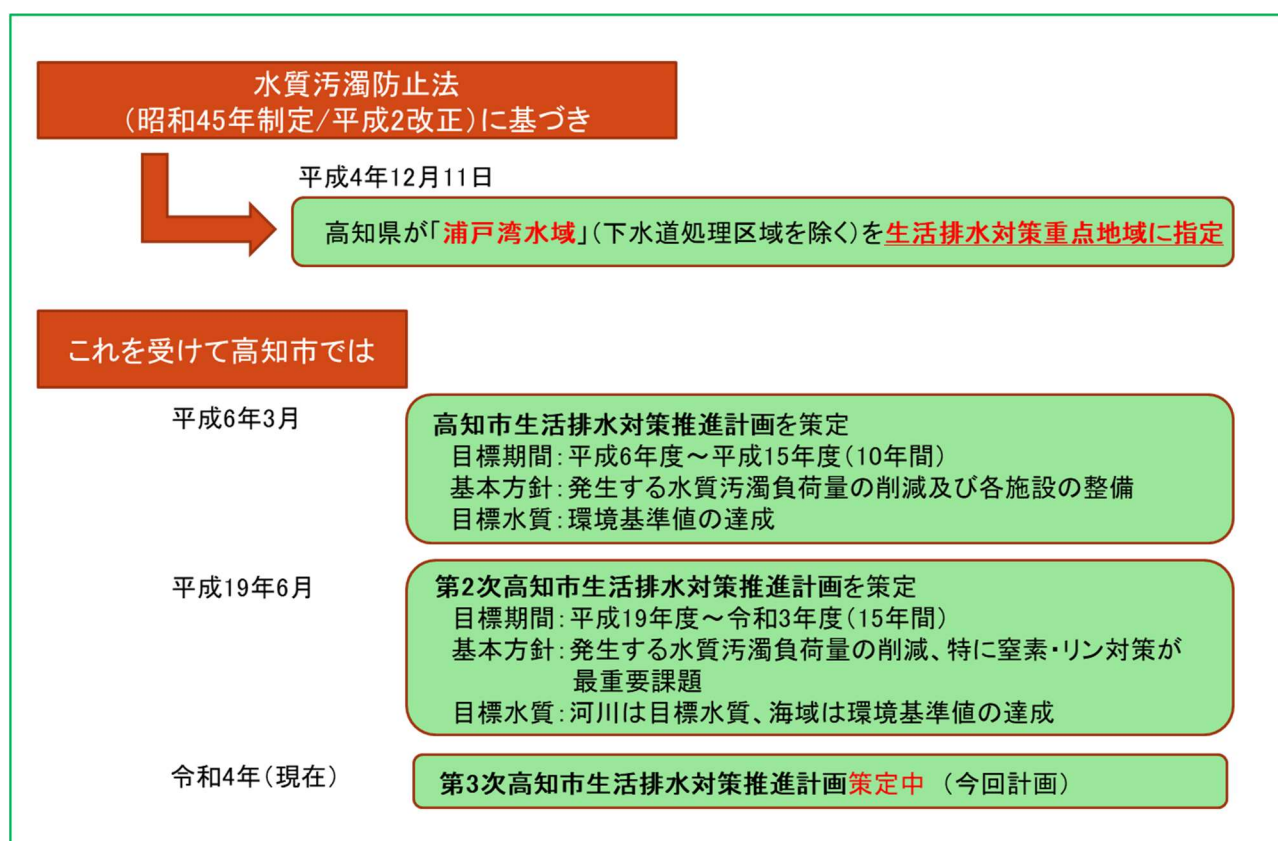 水質汚濁防止法
（昭和45年制定/平成2改正）に基づき
平成4年12月11日
高知県が「浦戸湾水域」（下水道処理区域を除く）を生活排水対策重点地域に指定
これを受けて高知市では
平成6年3月
高知市生活排水対策推進計画を策定
目標期間：平成6年度～平成15年度（10年間）
基本方針：発生する水質汚濁負荷量の削減及び各施設の整備
目標水質：環境基準値の達成
平成19年6月
第2次高知市生活排水対策推進計画を策定
目標期間：平成19年度～令和3年度（15年間）
基本方針：発生する水質汚濁負荷量の削減、特に窒素・リン対策が
最重要課題
目標水質：河川は目標水質、海域は環境基準値の達成
令和4年（現在）
第3次高知市生活排水対策推進計画策定中 （今回計画）